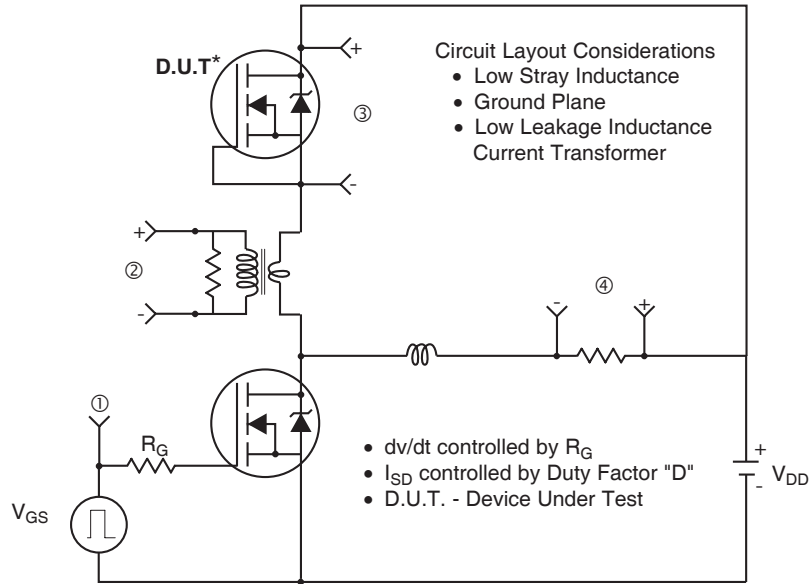 D.U.T*
+
③
-
Circuit Layout Considerations
• Low Stray Inductance
• Ground Plane
• Low Leakage Inductance
Current Transformer
+
②
-
④
- +
①
RG
VGS
• dv/dt controlled by RG
• ISD controlled by Duty Factor "D"
• D.U.T. - Device Under Test
+
-
VDD